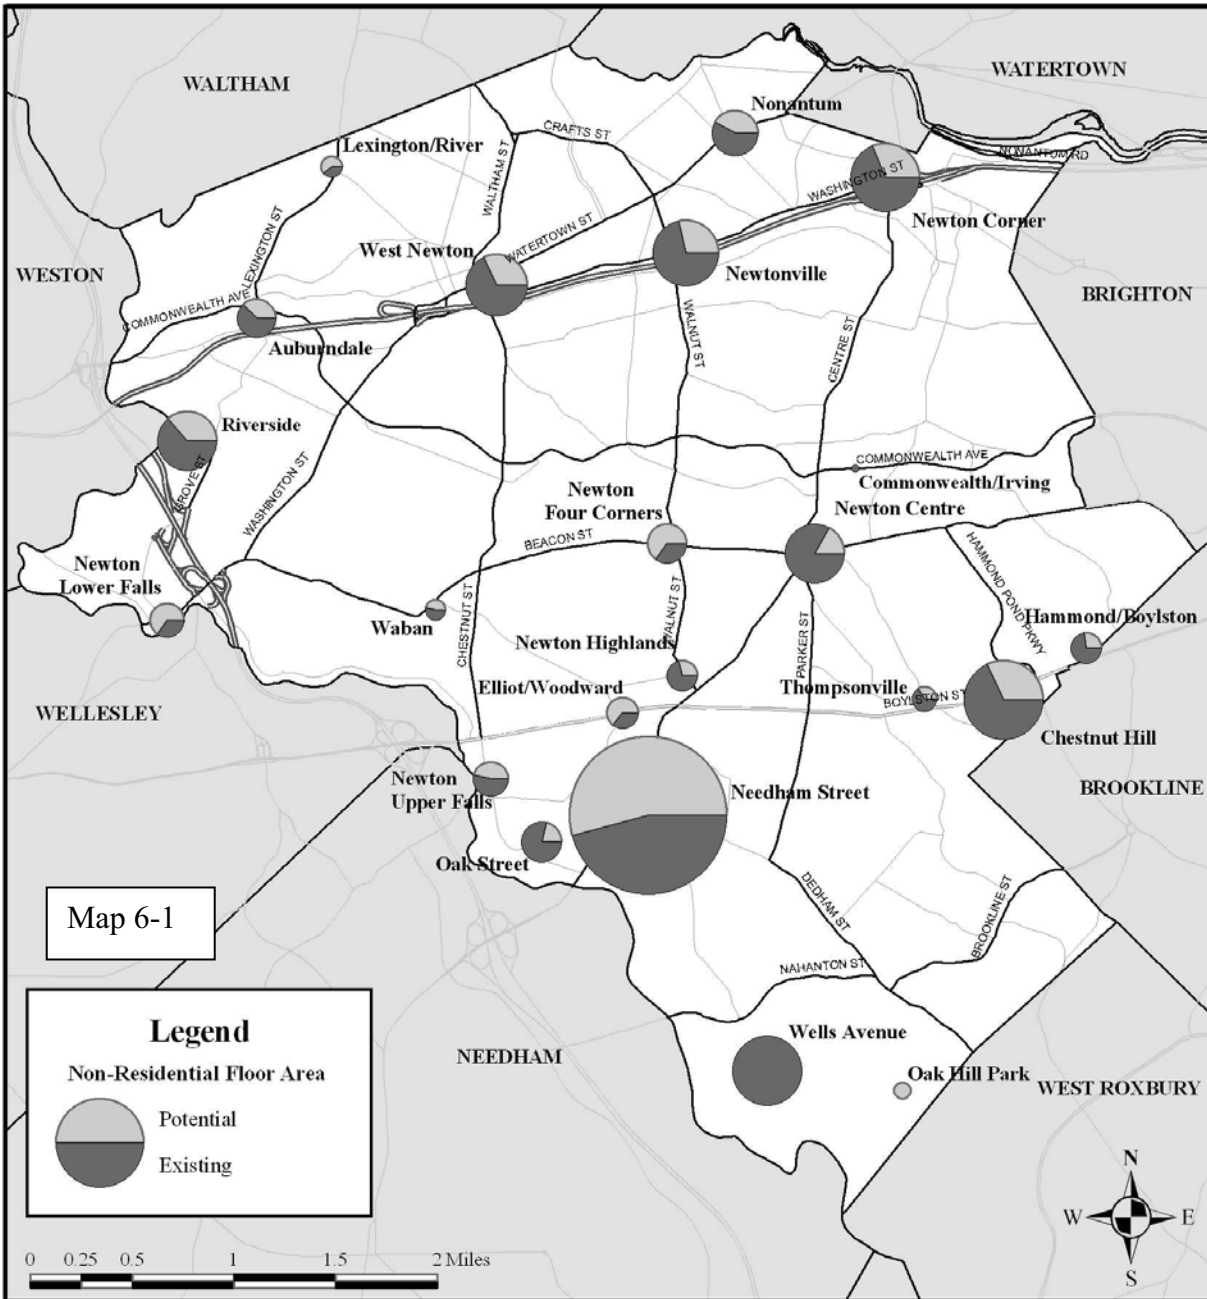 WALTHAM
WATERTOWN
Nonantum
CRAFTS ST
Lexington/River
WALTHAM ST
NONANTUM RD
WASHINGTON ST
LEXINGTON ST
WATERTOWN ST
West Newton
Newton Corner
WESTON
Newtonville
BRIGHTON
COMMONWEALTH AVE
Auburndale
WALNUT ST
CENTRE ST
Riverside
GROVE ST
WASHINGTON ST
COMMONWEALTH AVE
Commonwealth/Irving
Newton
Four Corners
Newton Centre
BEACON ST
HAMMOND POND PKWY
Newton
Lower Falls
CHESTNUT ST
WALNUT ST
PARKER ST
Waban
Hammond/Boylston
Newton Highlands
Elliot/Woodward
Thompsonville
BOYLSTON ST
WELLESLEY
Chestnut Hill
Newton
Upper Falls
Needham Street
BROOKLINE
Oak Street
DEDHAM ST
BROOKLINE ST
Map 6-1
NAHANTON ST
Legend
Non-Residential Floor Area
Potential
Existing
NEEDHAM
Wells Avenue
Oak Hill Park
WEST ROXBURY
N
W E
S
0 0.25 0.5 1 1.5 2 Miles